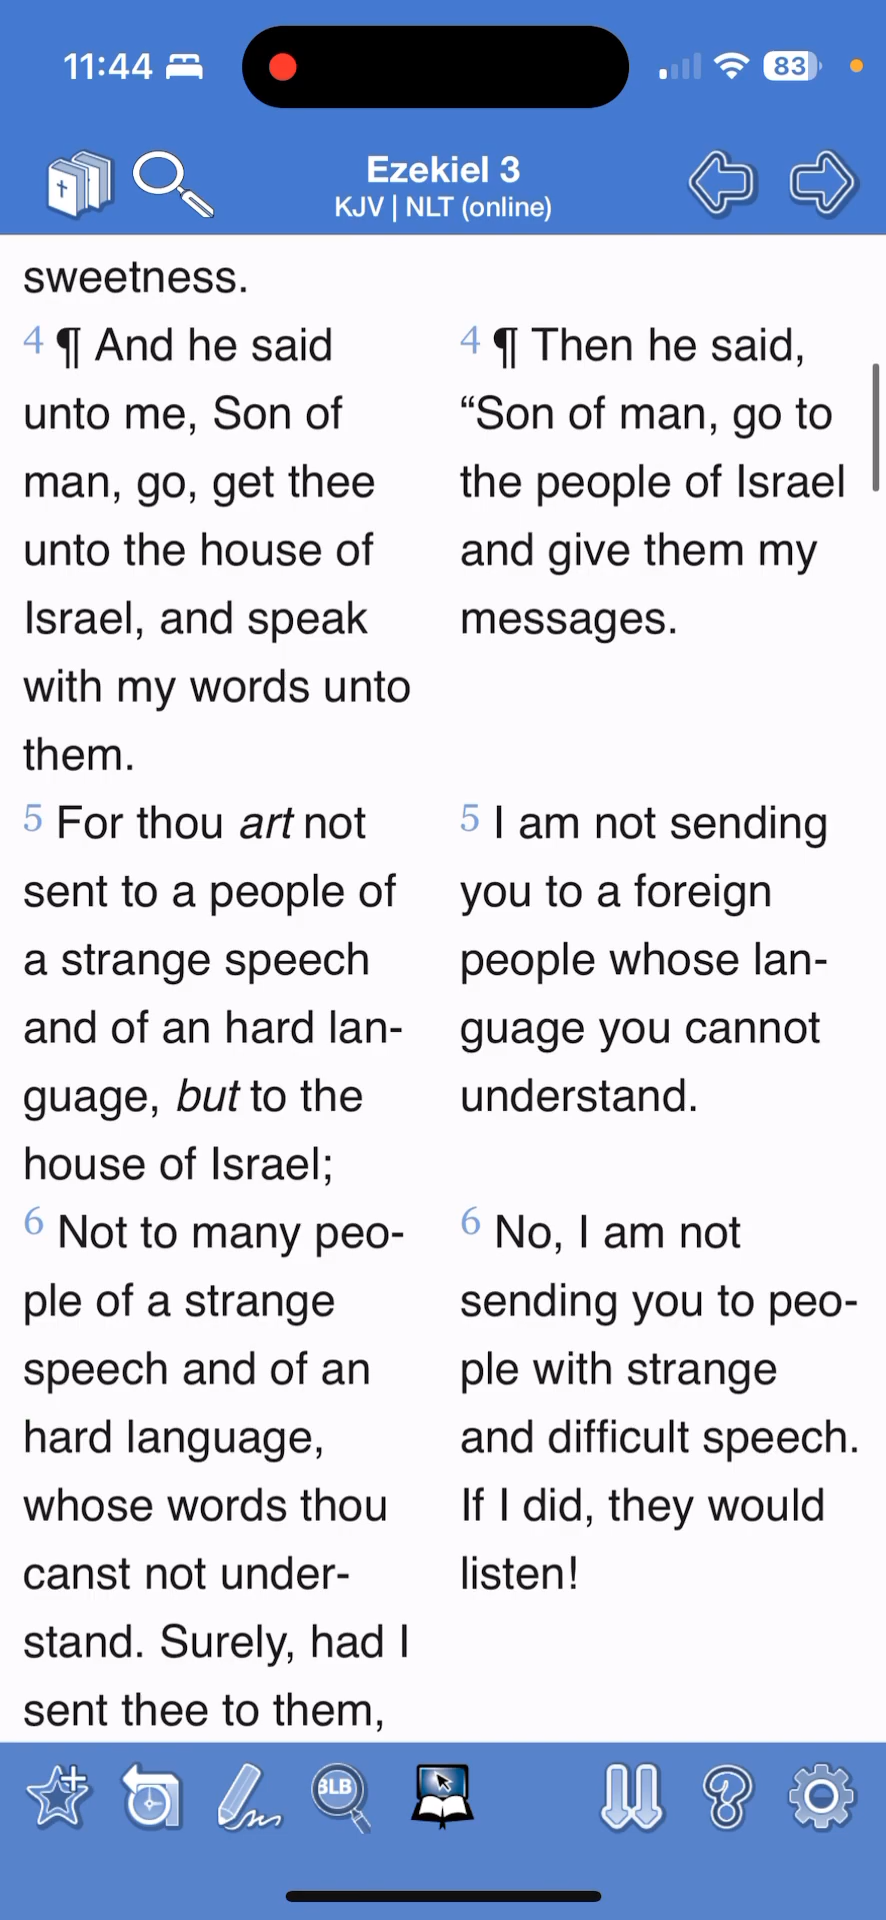 11:44
83
Ezekiel 3
KJV | NLT (online)
sweetness.
4 ¶ And he said
unto me, Son of
man, go, get thee
unto the house of
Israel, and speak
with my words unto
them.
4 ¶ Then he said,
“Son of man, go to
the people of Israel
and give them my
messages.
5 For thou art not
sent to a people of
a strange speech
and of an hard lan-
guage, but to the
house of Israel;
5 I am not sending
you to a foreign
people whose lan-
guage you cannot
understand.
6 Not to many peo-
ple of a strange
speech and of an
hard language,
whose words thou
canst not under-
stand. Surely, had I
sent thee to them,
6 No, I am not
sending you to peo-
ple with strange
and difficult speech.
If I did, they would
listen!
BLB